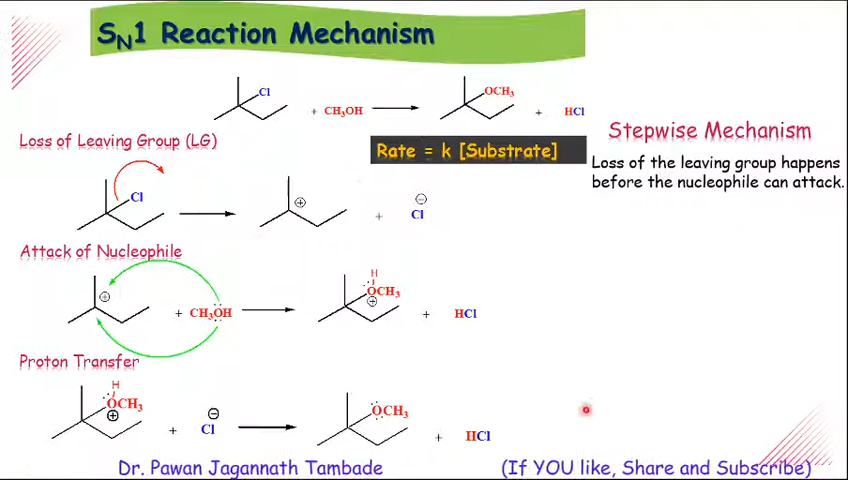 SN1 Reaction Mechanism
Cl
+ CH3OH
OCH3
+ HCl
Loss of Leaving Group (LG)
Rate = k [Substrate]
Stepwise Mechanism
Loss of the leaving group happens
before the nucleophile can attack.
Cl
⊕
+
⊖
Cl
Attack of Nucleophile
⊕
+ CH3ÖH
H
OCH3
⊕
+ HCl
Proton Transfer
H
OCH3
⊕
+
⊖
Cl
OCH3
+ HCl
Dr. Pawan Jagannath Tambade
(If YOU like, Share and Subscribe)